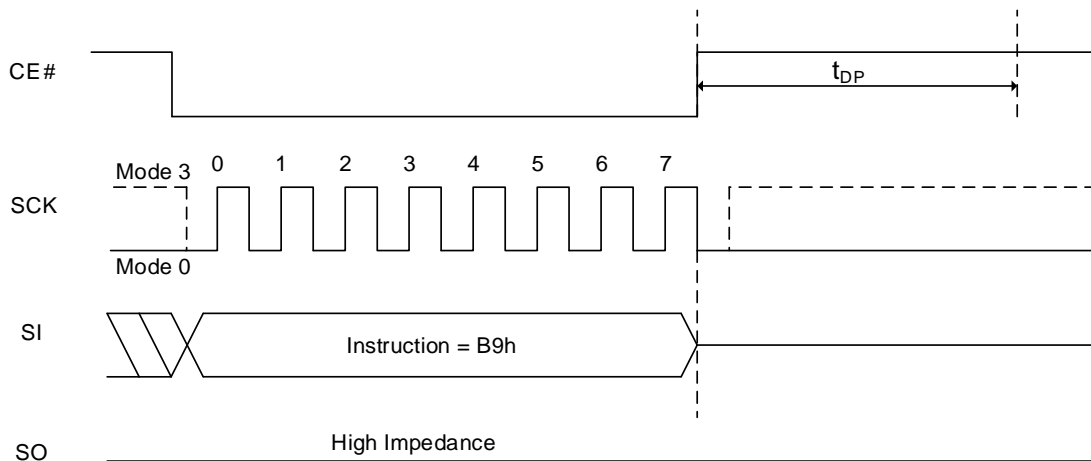 CE#
tDP
Mode 3
0 1 2 3 4 5 6 7
SCK
Mode 0
SI
Instruction = B9h
High Impedance
SO